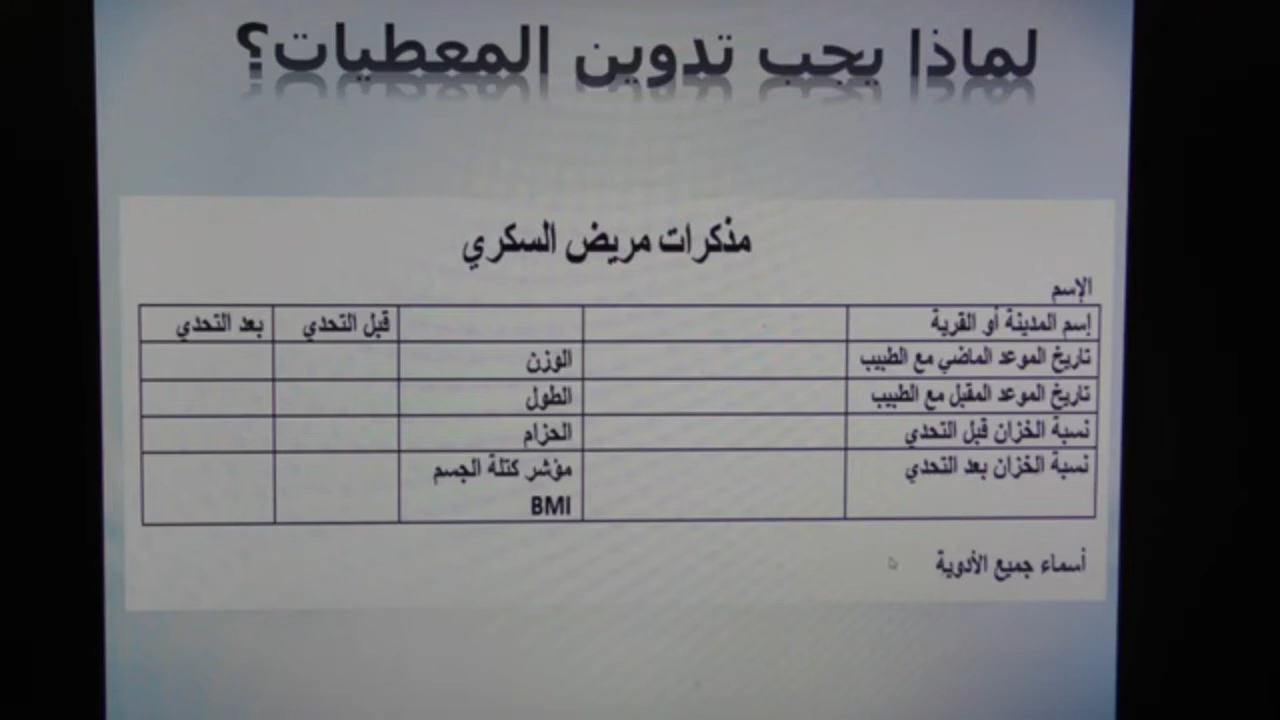 لماذا يجب تدوين المعطيات؟
مذكرات مريض السكري
الإسم
إسم المدينة أو القرية قبل التحدي بعد التحدي
تاريخ الموعد الماضي مع الطبيب الوزن
تاريخ الموعد المقبل مع الطبيب الطول
نسبة الخزان قبل التحدي الحزام
نسبة الخزان بعد التحدي مؤشر كتلة الجسم
BMI
أسماء جميع الأدوية